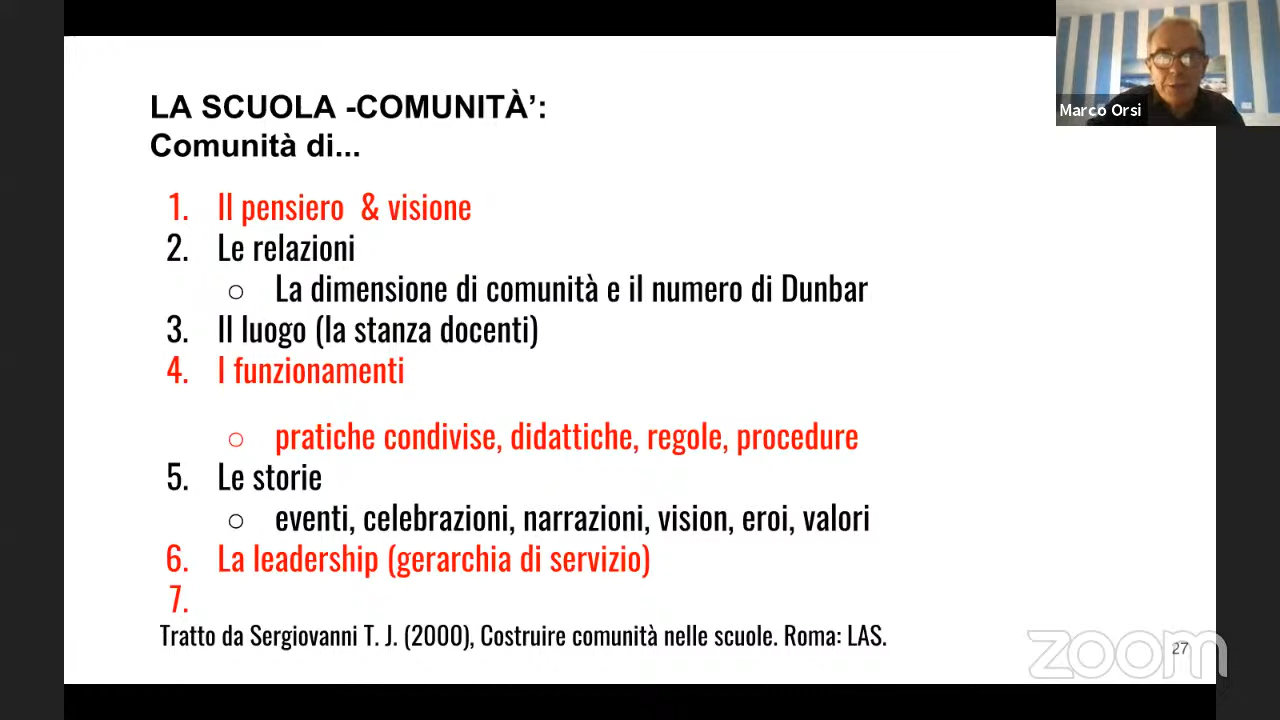 LA SCUOLA -COMUNITÀ':
Comunità di...
Marco Orsi
1. Il pensiero & visione
2. Le relazioni
○ La dimensione di comunità e il numero di Dunbar
3. Il luogo (la stanza docenti)
4. I funzionamenti
○ pratiche condivise, didattiche, regole, procedure
5. Le storie
○ eventi, celebrazioni, narrazioni, vision, eroi, valori
6. La leadership (gerarchia di servizio)
7.
Tratto da Sergiovanni T. J. (2000), Costruire comunità nelle scuole. Roma: LAS.
27
zoom